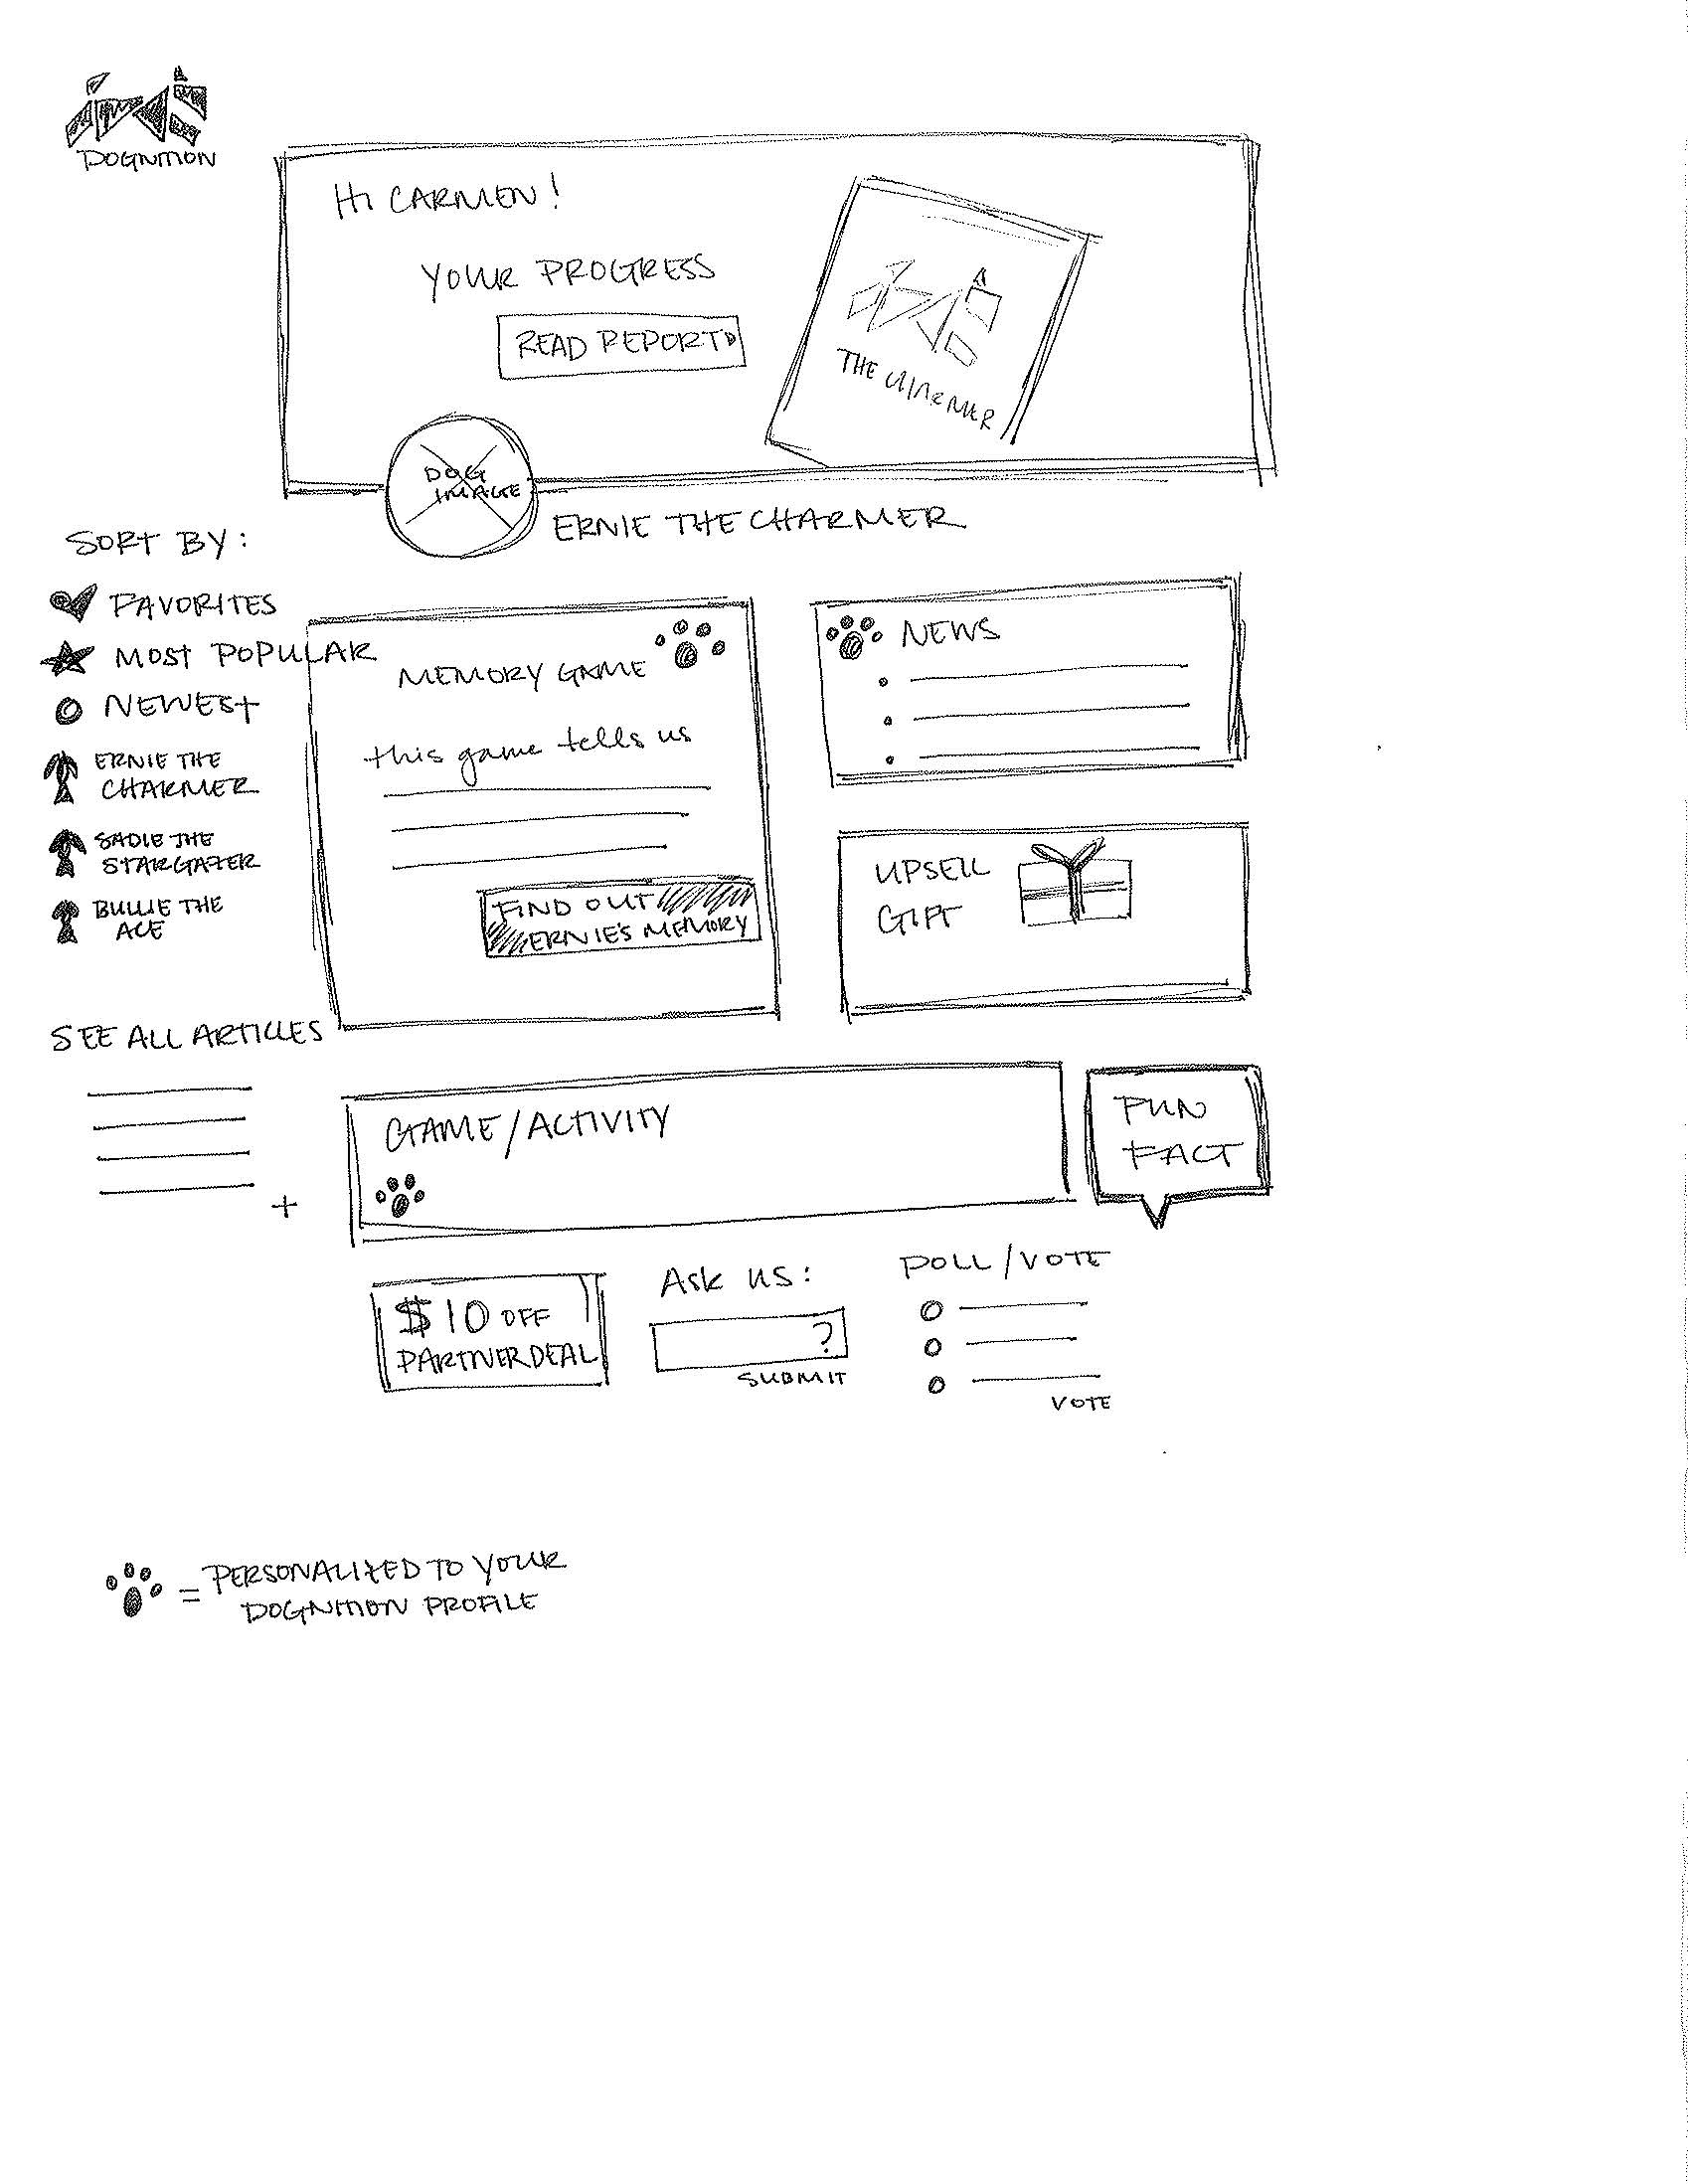 DOGNITION
HI CARMEN!
YOUR PROGRESS
READ REPORT
THE CHARMER
DOG
IMAGE
ERNIE THE CHARMER
SORT BY:
FAVORITES
MOST POPULAR
NEWEST
ERNIE THE
CHARMER
SADIE THE
STARGAZER
BULLIE THE
ACE
SEE ALL ARTICLES
+
MEMORY GAME
this game tells us
FIND OUT
ERNIE'S MEMORY
NEWS
UPSELL
GIFT
GAME/ACTIVITY
FUN
FACT
$10 OFF
PARTNER DEAL
ASK US:
?
SUBMIT
POLL/VOTE
VOTE
= PERSONALIZED TO YOUR
DOGNITION PROFILE